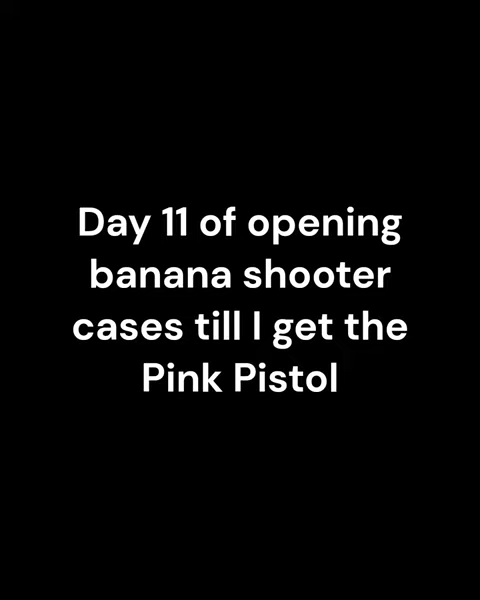 Day 11 of opening
banana shooter
cases till I get the
Pink Pistol